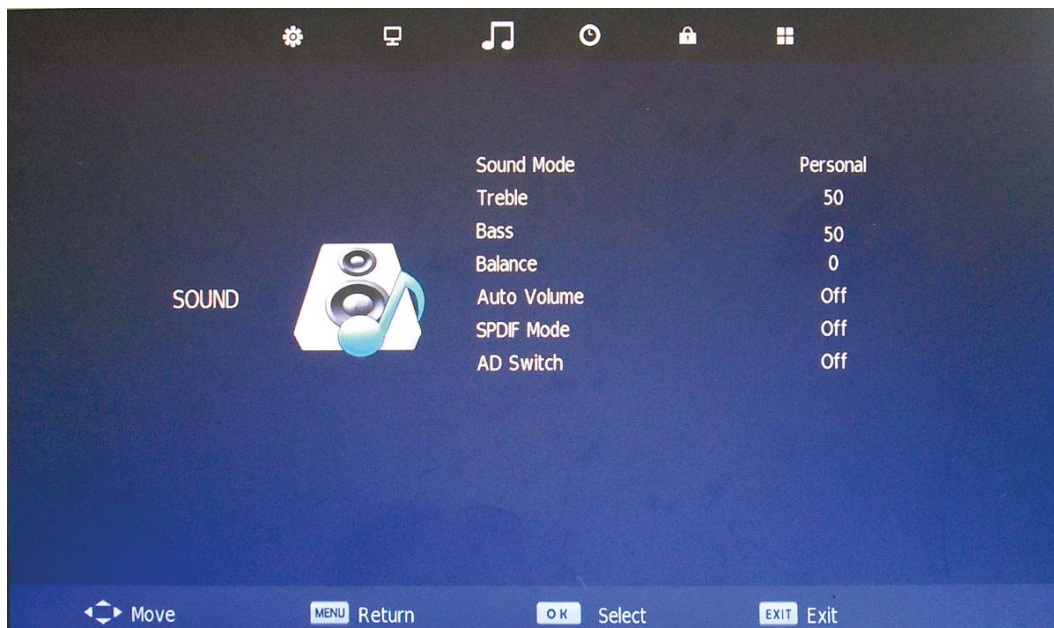 Sound Mode Personal
Treble 50
Bass 50
Balance 0
SOUND
Auto Volume Off
SPDIF Mode Off
AD Switch Off
Move MENU Return OK Select EXIT Exit